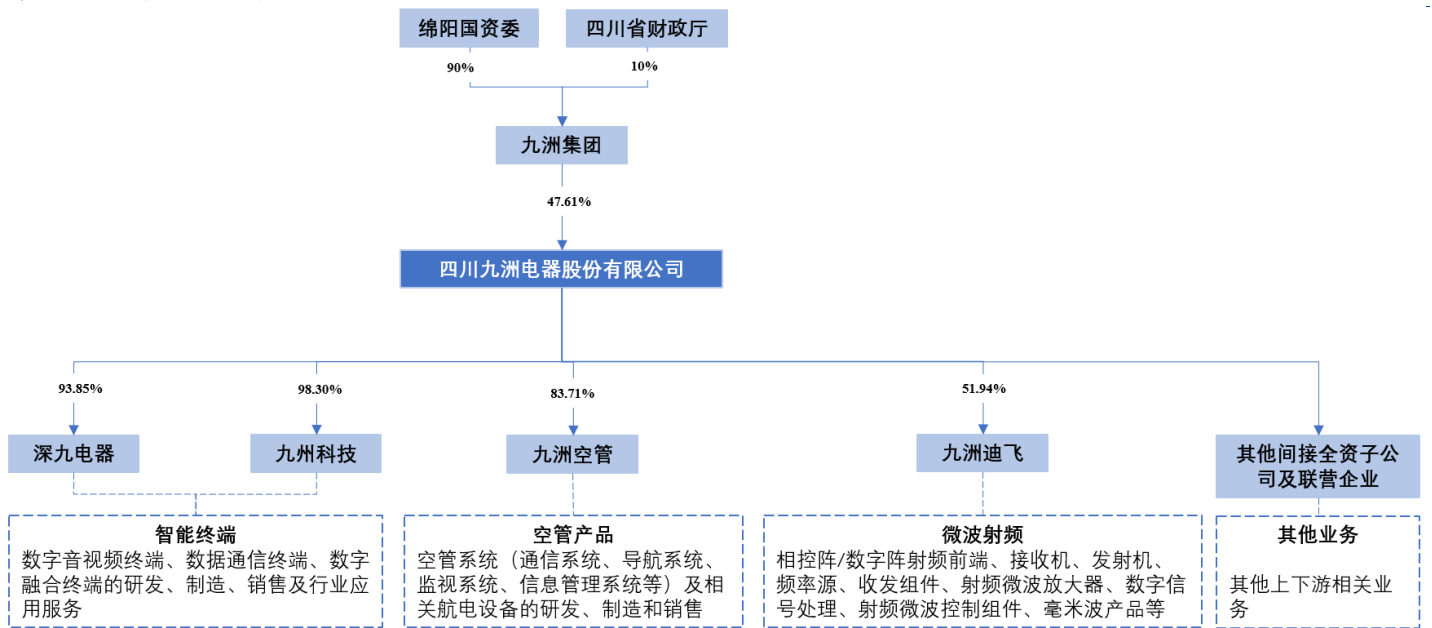 绵阳国资委
四川省财政厅
90%
10%
九洲集团
47.61%
四川九洲电器股份有限公司
93.85%
98.30%
83.71%
51.94%
深九电器
九州科技
九洲空管
九洲迪飞
其他间接全资子公
司及联营企业
智能终端
数字音视频终端、数据通信终端、数字
融合终端的研发、制造、销售及行业应
用服务
空管产品
空管系统（通信系统、导航系统、
监视系统、信息管理系统等）及相
关航电设备的研发、制造和销售
微波射频
相控阵/数字阵射频前端、接收机、发射机、
频率源、收发组件、射频微波放大器、数字信
号处理、射频微波控制组件、毫米波产品等
其他业务
其他上下游相关业
务